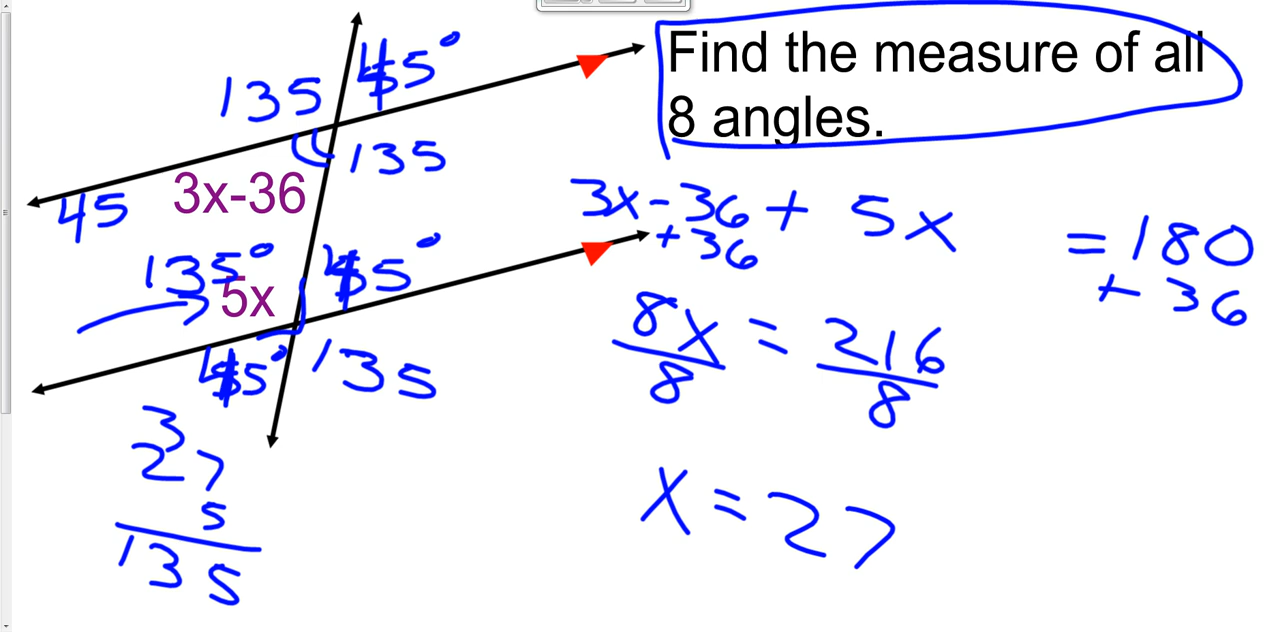 Find the measure of all
8 angles.
135 45°
135
45 3x-36
135° 45°
5x
45° 135
3x - 36 + 5x = 180
+ 36 + 36
8x = 216
8 8
x = 27
3
27
5
135